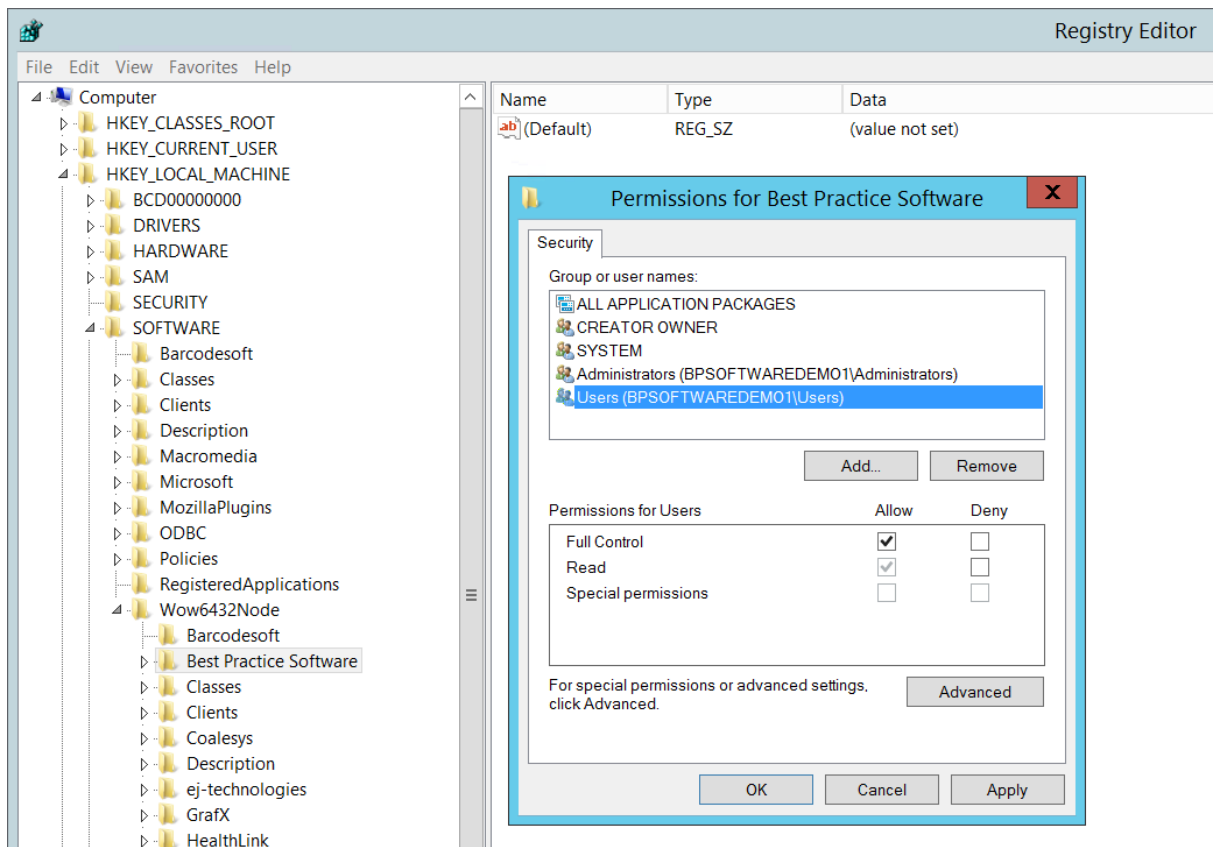 Registry Editor
File Edit View Favorites Help
Computer
HKEY_CLASSES_ROOT
HKEY_CURRENT_USER
HKEY_LOCAL_MACHINE
BCD00000000
DRIVERS
HARDWARE
SAM
SECURITY
SOFTWARE
Barcodesoft
Classes
Clients
Description
Macromedia
Microsoft
MozillaPlugins
ODBC
Policies
RegisteredApplications
Wow6432Node
Barcodesoft
Best Practice Software
Classes
Clients
Coalesys
Description
ej-technologies
GrafX
HealthLink
Name Type Data
ab (Default) REG_SZ (value not set)
Permissions for Best Practice Software
X
Security
Group or user names:
ALL APPLICATION PACKAGES
CREATOR OWNER
SYSTEM
Administrators (BPSOFTWAREDEMO1\Administrators)
Users (BPSOFTWAREDEMO1\Users)
Add... Remove
Permissions for Users Allow Deny
Full Control
Read
Special permissions
For special permissions or advanced settings,
click Advanced.
Advanced
OK Cancel Apply